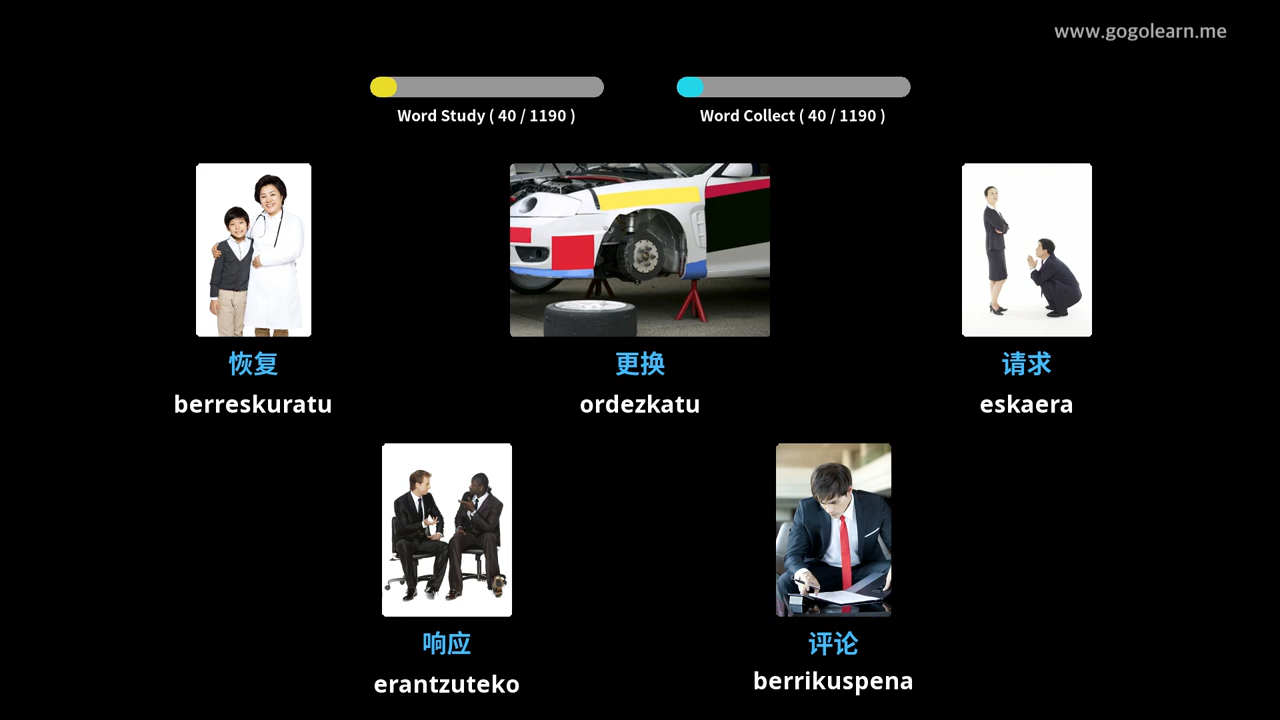 www.gogolearn.me
Word Study ( 40 / 1190 )
Word Collect ( 40 / 1190 )
恢复
更换
请求
berreskuratu
ordezkatu
eskaera
响应
评论
erantzuteko
berrikuspena